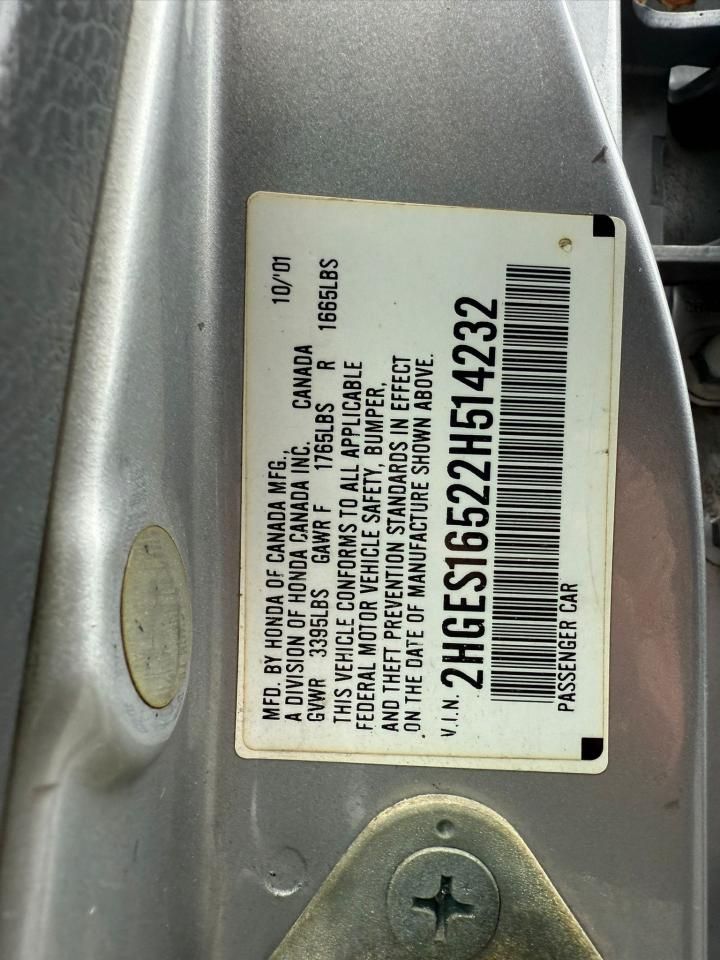 MFD. BY HONDA OF CANADA MFG., 10/'01
A DIVISION OF HONDA CANADA INC. CANADA
GVWR 3395LBS GAWR F 1765LBS R 1665LBS
THIS VEHICLE CONFORMS TO ALL APPLICABLE
FEDERAL MOTOR VEHICLE SAFETY, BUMPER,
AND THEFT PREVENTION STANDARDS IN EFFECT
ON THE DATE OF MANUFACTURE SHOWN ABOVE.
V.I.N. 2HGES16522H514232
PASSENGER CAR